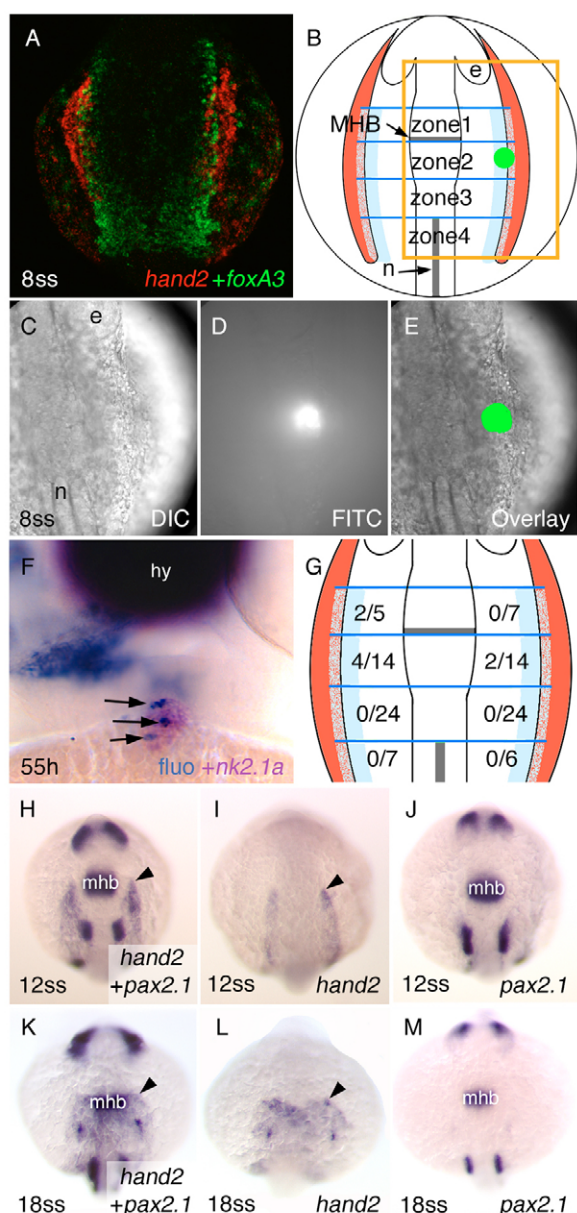 A
8ss
hand2 +foxA3
B
e
MHB
zone1
zone2
zone3
zone4
n
C
e
n
8ss
DIC
D
FITC
E
Overlay
F
hy
55h
fluo +nk2.1a
G
2/5
0/7
4/14
2/14
0/24
0/24
0/7
0/6
H
mhb
12ss
hand2
+pax2.1
I
12ss
hand2
J
mhb
12ss
pax2.1
K
mhb
18ss
hand2
+pax2.1
L
18ss
hand2
M
mhb
18ss
pax2.1